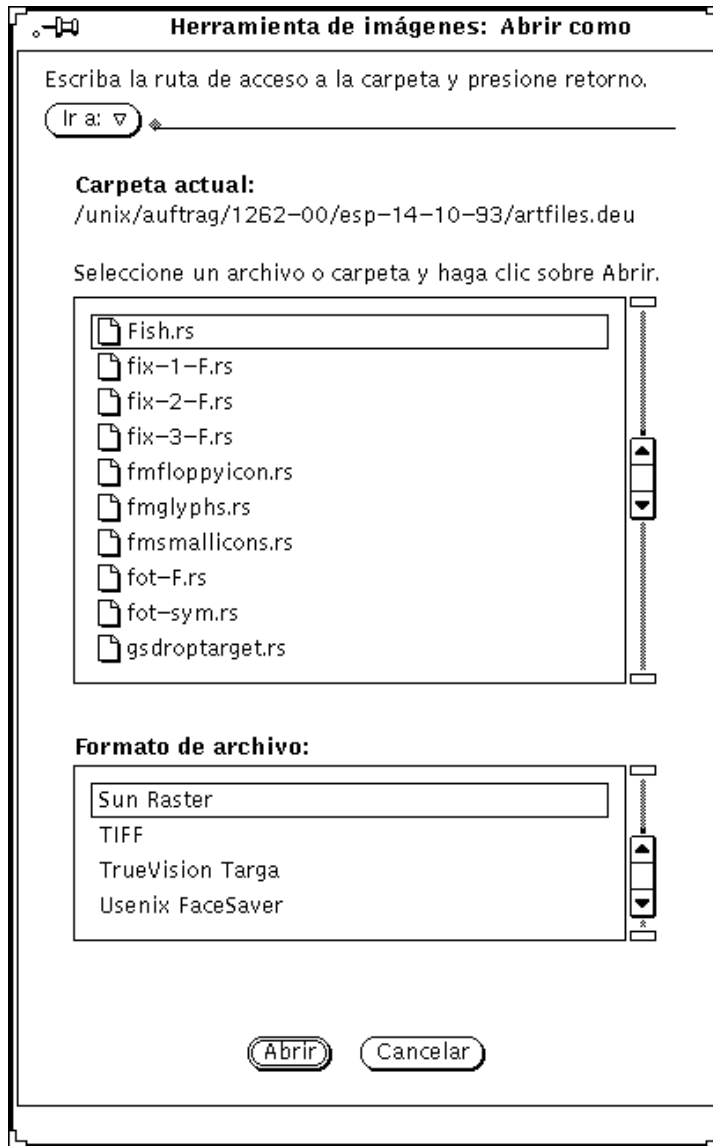 Herramienta de imágenes: Abrir como
Escriba la ruta de acceso a la carpeta y presione retorno.
Ir a:
Carpeta actual:
/unix/auftrag/1262-00/esp-14-10-93/artfiles.deu
Seleccione un archivo o carpeta y haga clic sobre Abrir.
Fish.rs
fix-1-F.rs
fix-2-F.rs
fix-3-F.rs
fmfloppyicon.rs
fmglyphs.rs
fmsmallicons.rs
fot-F.rs
fot-sym.rs
gsdroptarget.rs
Formato de archivo:
Sun Raster
TIFF
TrueVision Targa
Usenix FaceSaver
Abrir Cancelar